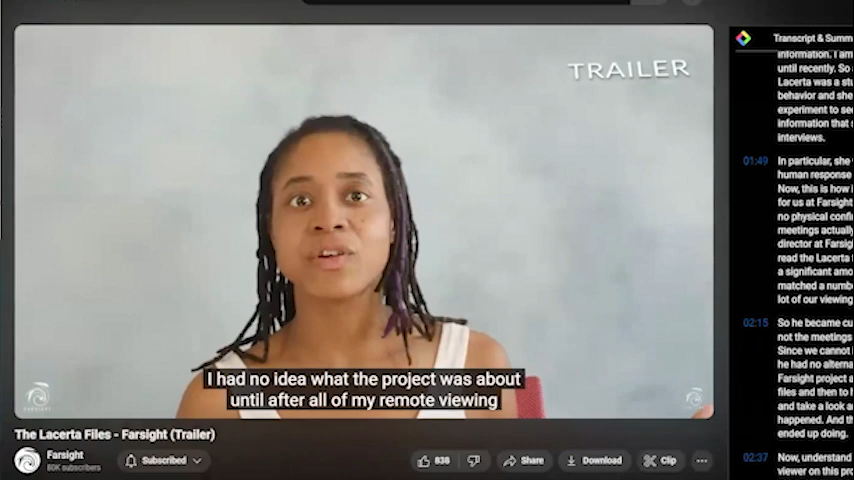 TRAILER
I had no idea what the project was about
until after all of my remote viewing
The Lacerta Files - Farsight (Trailer)
Farsight
80K subscribers
Subscribed
838
Share
Download
Clip
Transcript & Summ
information. I am
until recently. So a
Lacerta was a stu
behavior and she
experiment to see
information that s
interviews.
01:49
In particular, she
human response
Now, this is how i
for us at Farsight
no physical confi
meetings actually
director at Farsig
read the Lacerta
a significant amo
matched a numb
lot of our viewing
02:15
So he became cu
not the meetings
Since we cannot
he had no alterna
Farsight project a
files and then to h
and take a look a
happened. And th
ended up doing.
02:37
Now, understand
viewer on this pro